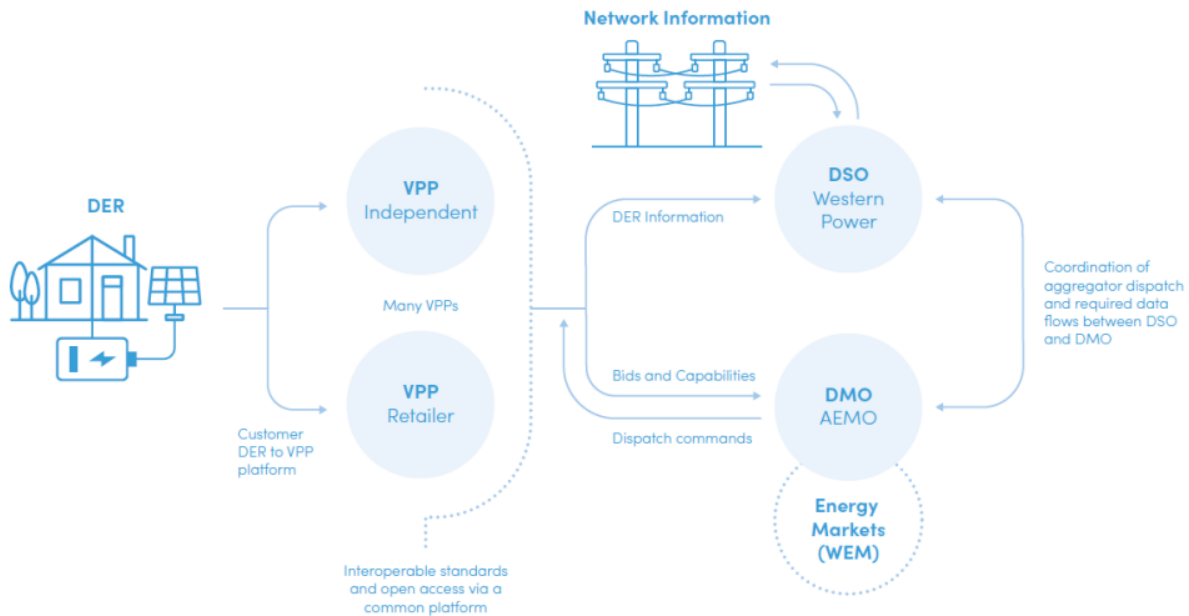 Network Information
DER
VPP
Independent
Many VPPs
VPP
Retailer
Customer
DER to VPP
platform
Interoperable standards
and open access via a
common platform
DER Information
Bids and Capabilities
Dispatch commands
DSO
Western
Power
DMO
AEMO
Energy
Markets
(WEM)
Coordination of
aggregator dispatch
and required data
flows between DSO
and DMO